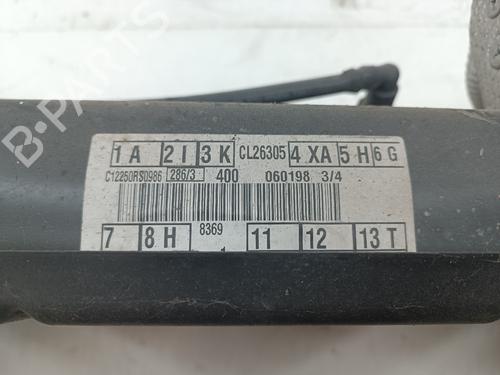 B-PARTS
1 A 2 I 3 K CL26305 4 XA 5 H 6 G
C12250RS0986 286/3 400 060198 3/4
7 8 H 8369 11 12 13 T